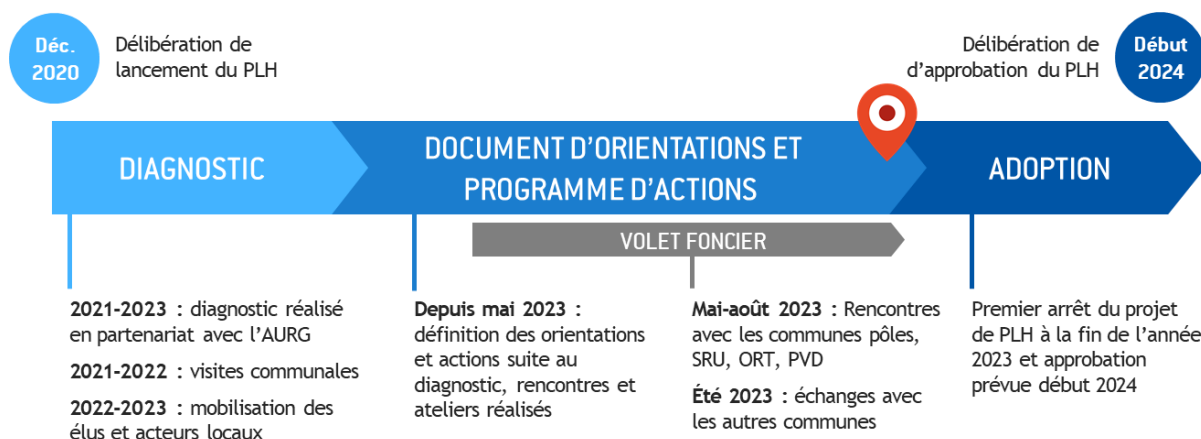 Déc.
2020
Délibération de
lancement du PLH
Délibération de
d'approbation du PLH
Début
2024
DIAGNOSTIC
DOCUMENT D'ORIENTATIONS ET
PROGRAMME D'ACTIONS
ADOPTION
VOLET FONCIER
2021-2023 : diagnostic réalisé
en partenariat avec l'AURG
2021-2022 : visites communales
2022-2023 : mobilisation des
élus et acteurs locaux
Depuis mai 2023 :
définition des orientations
et actions suite au
diagnostic, rencontres et
ateliers réalisés
Mai-août 2023 : Rencontres
avec les communes pôles,
SRU, ORT, PVD
Été 2023 : échanges avec
les autres communes
Premier arrêt du projet
de PLH à la fin de l'année
2023 et approbation
prévue début 2024